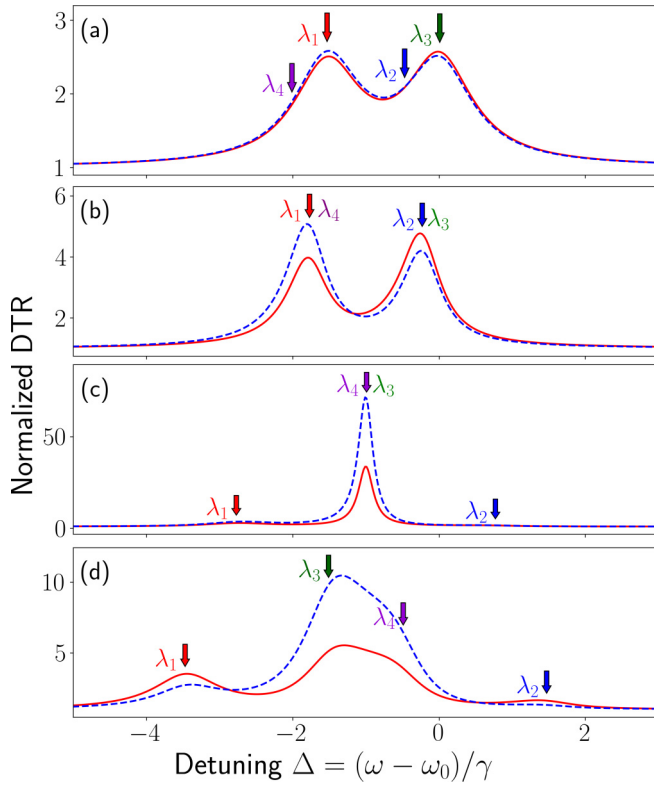 (a)
λ₁
λ₄
λ₂
λ₃
3
2
1
(b)
λ₁ λ₄
λ₂ λ₃
6
4
2
(c)
λ₄ λ₃
λ₁
λ₂
50
0
(d)
λ₃
λ₄
λ₁
λ₂
10
5
−4 −2 0 2
Normalized DTR
Detuning Δ = (ω − ω₀)/γ